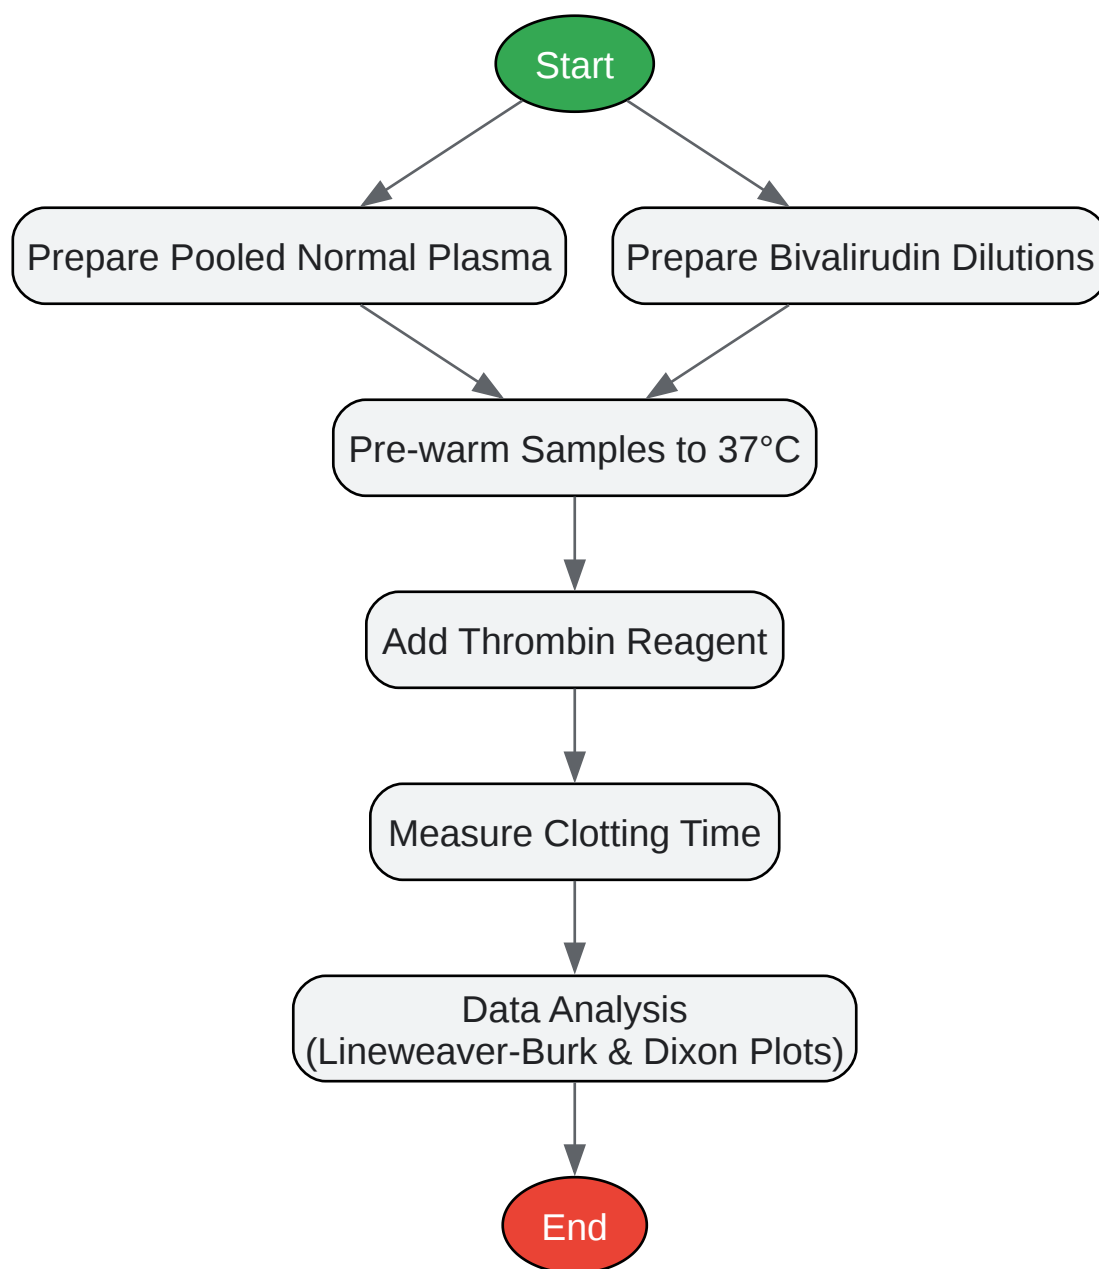 Start
Prepare Pooled Normal Plasma
Prepare Bivalirudin Dilutions
Pre-warm Samples to 37°C
Add Thrombin Reagent
Measure Clotting Time
Data Analysis
(Lineweaver-Burk & Dixon Plots)
End